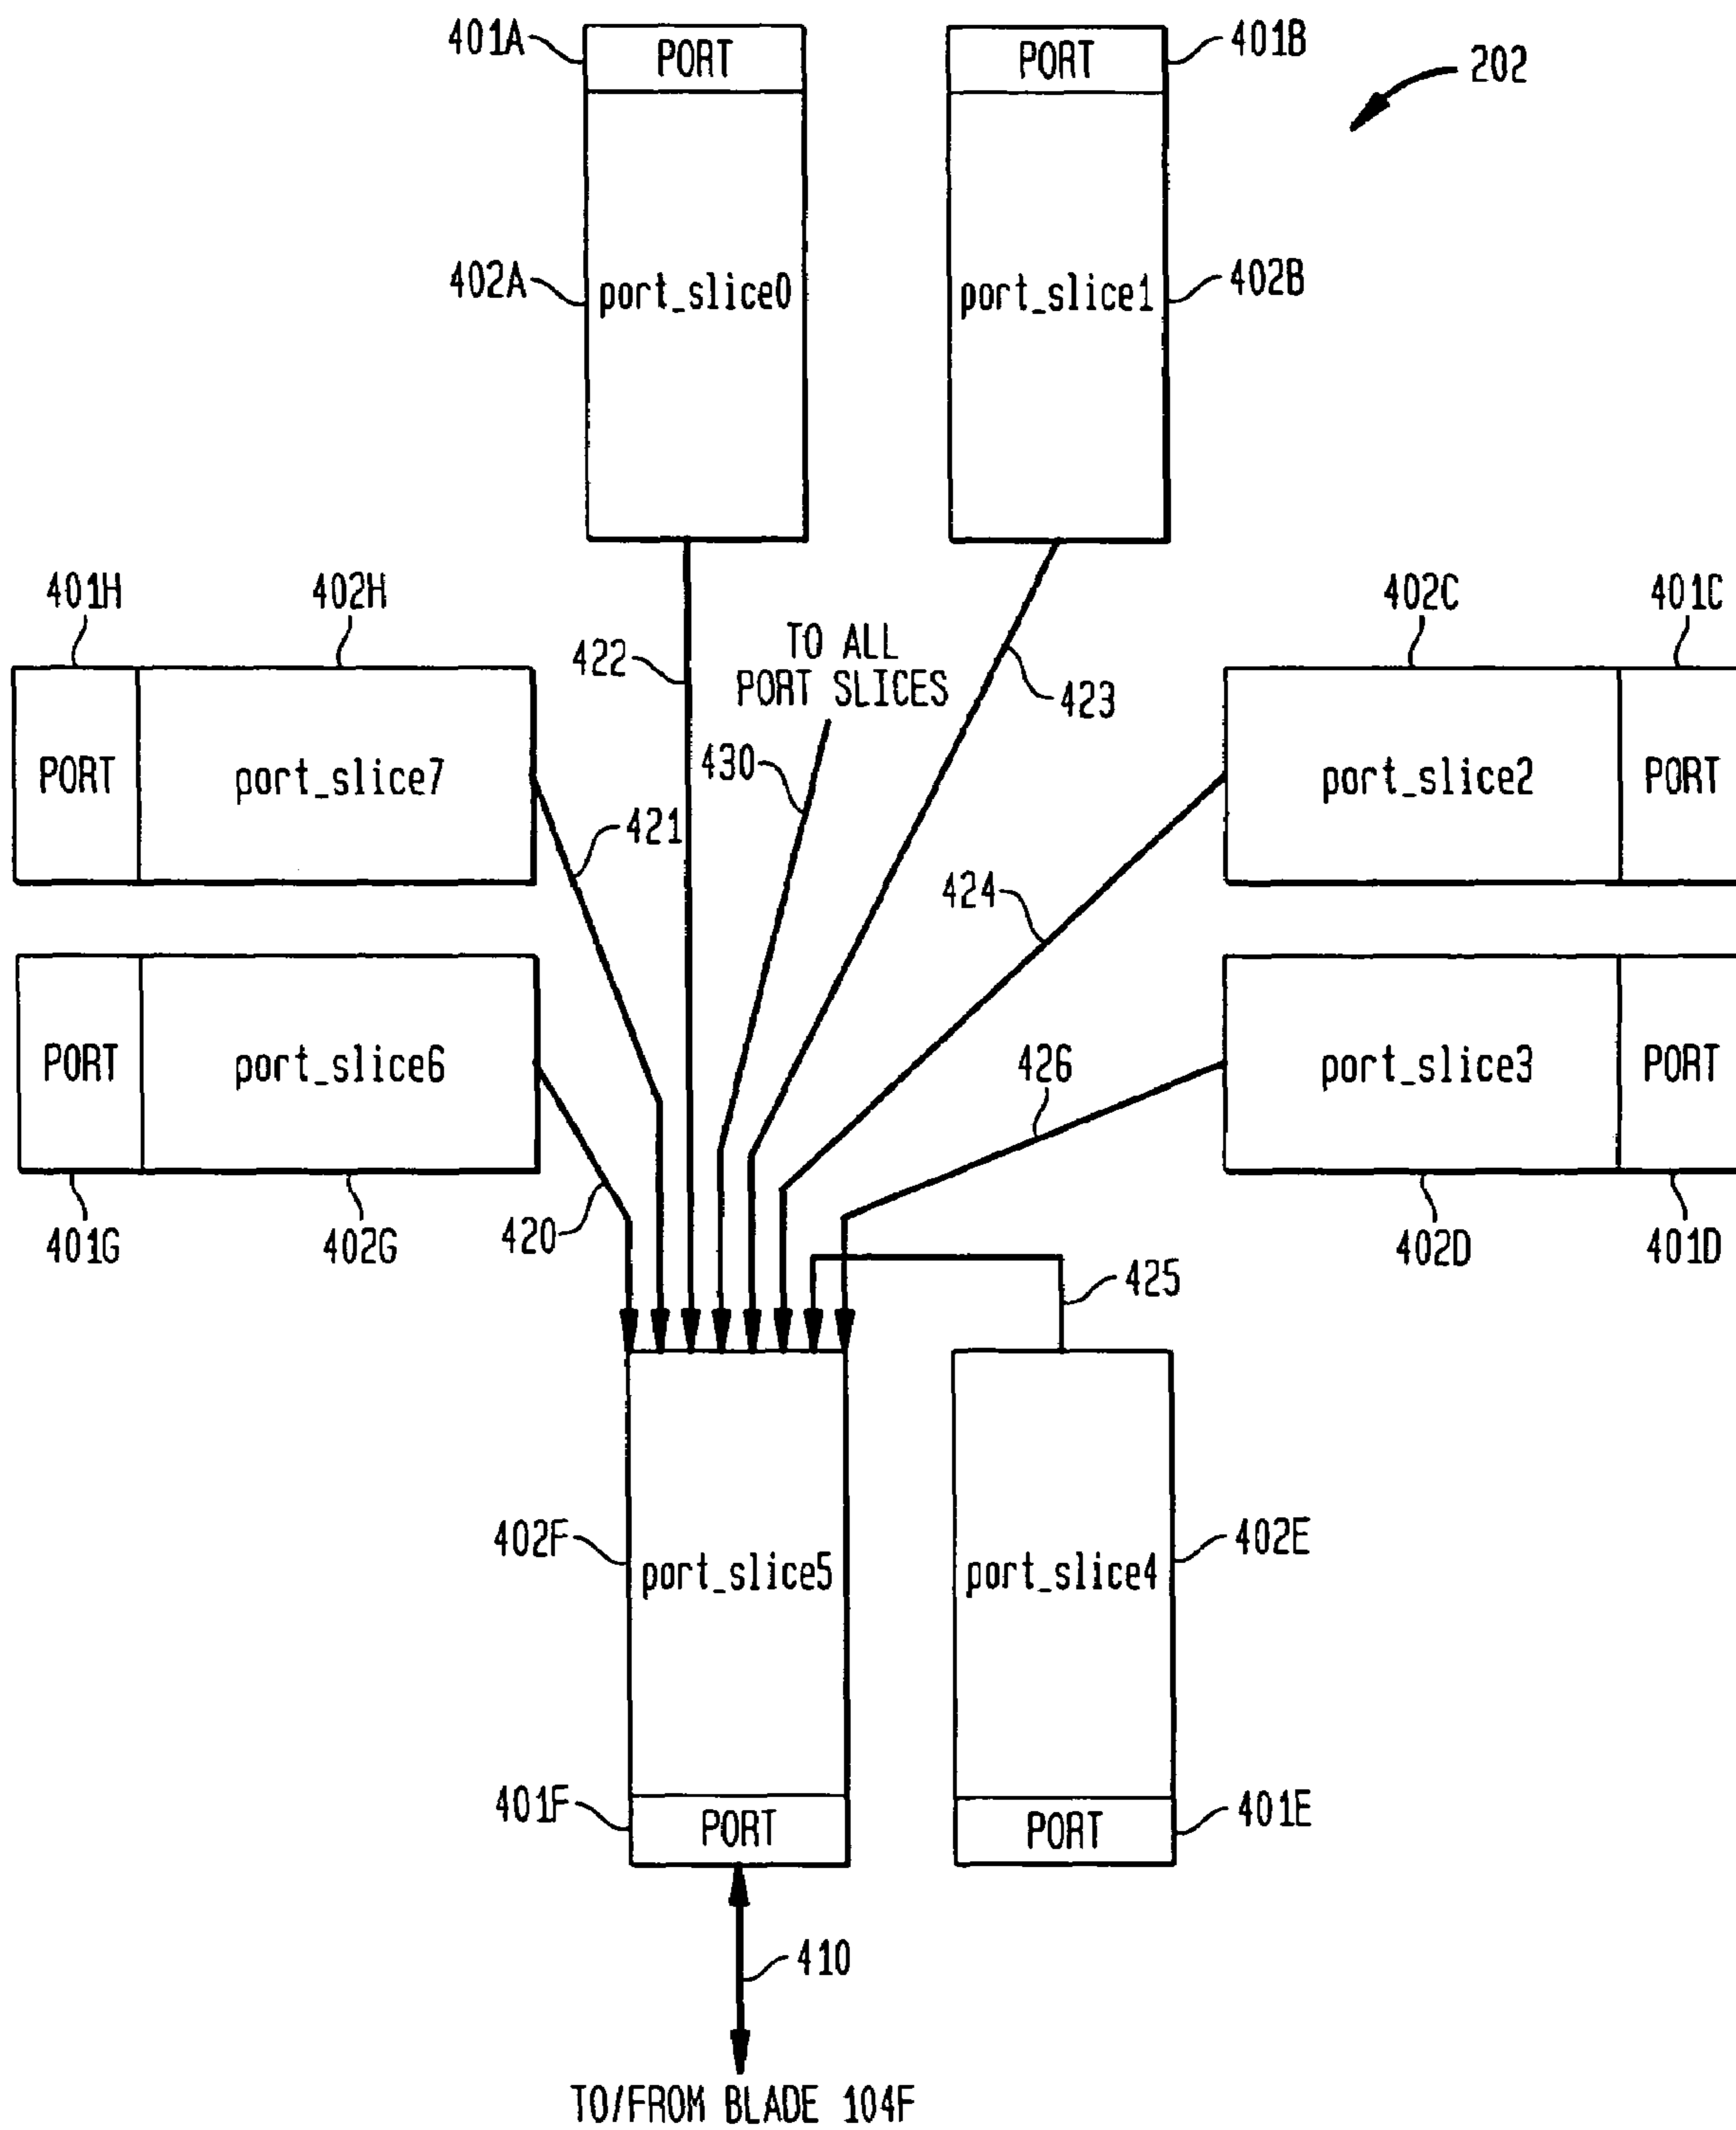 401A
PORT
PORT
401B
202
402A
port_slice0
port_slice1
402B
401H
402H
402C
401C
422
TO ALL
PORT SLICES
423
PORT
port_slice7
430
port_slice2
PORT
421
424
PORT
port_slice6
426
port_slice3
PORT
401G
402G
420
402D
401D
425
402F
port_slice5
port_slice4
402E
401F
PORT
PORT
401E
410
TO/FROM BLADE 104F